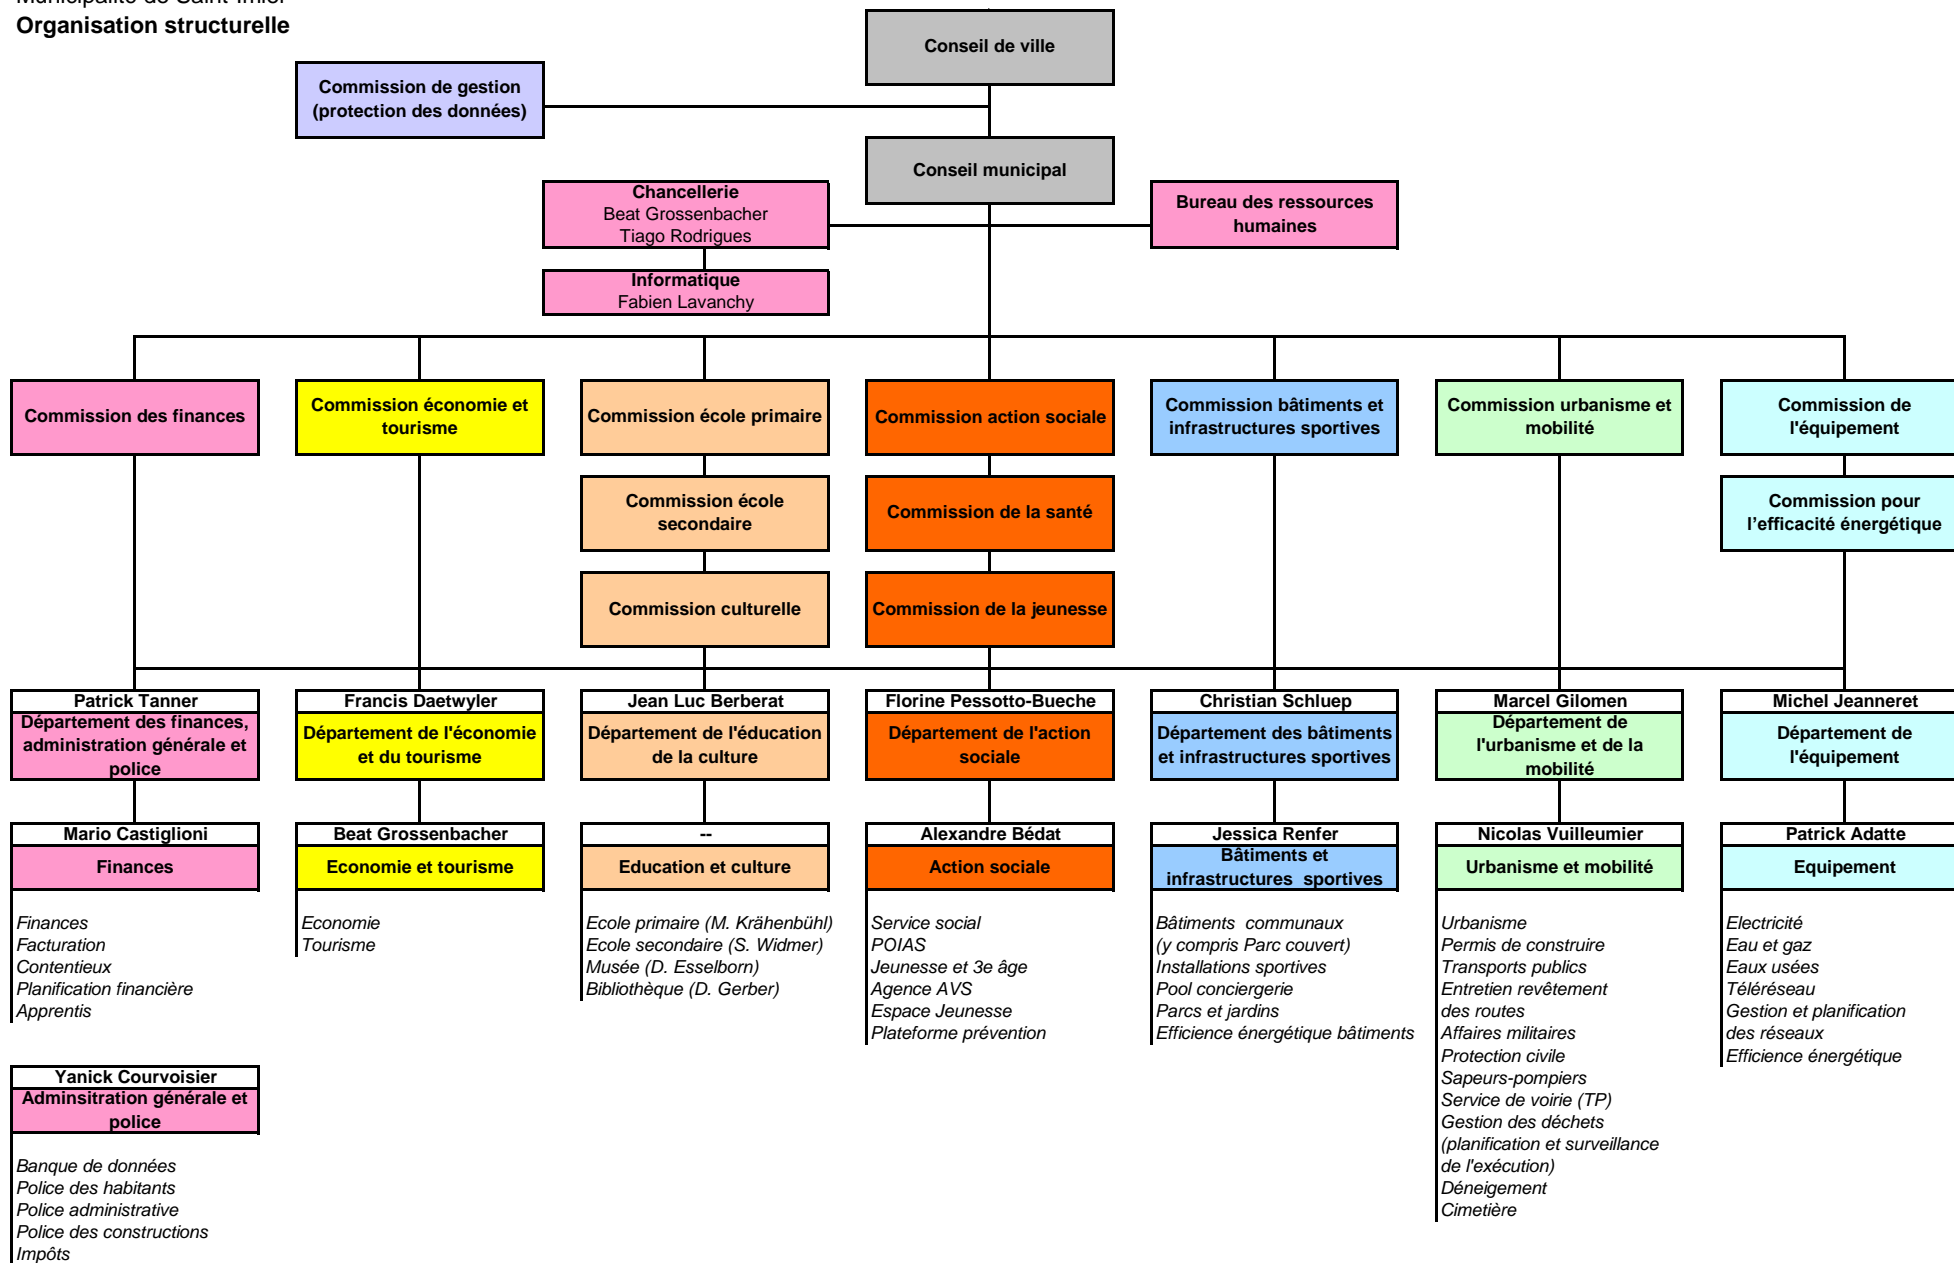 Municipalité de Saint-Imier
Organisation structurelle
Conseil de ville
Commission de gestion
(protection des données)
Conseil municipal
Chancellerie
Beat Grossenbacher
Tiago Rodrigues
Bureau des ressources
humaines
Informatique
Fabien Lavanchy
Commission des finances
Commission économie et
tourisme
Commission école primaire
Commission action sociale
Commission bâtiments et
infrastructures sportives
Commission urbanisme et
mobilité
Commission de
l'équipement
Commission école
secondaire
Commission de la santé
Commission pour
l’efficacité énergétique
Commission culturelle
Commission de la jeunesse
Patrick Tanner
Département des finances,
administration générale et
police
Francis Daetwyler
Département de l'économie
et du tourisme
Jean Luc Berberat
Département de l'éducation
de la culture
Florine Pessotto-Bueche
Département de l'action
sociale
Christian Schluep
Département des bâtiments
et infrastructures sportives
Marcel Gilomen
Département de
l'urbanisme et de la
mobilité
Michel Jeanneret
Département de
l'équipement
Mario Castiglioni
Finances
Finances
Facturation
Contentieux
Planification financière
Apprentis
Beat Grossenbacher
Economie et tourisme
Economie
Tourisme
--
Education et culture
Ecole primaire (M. Krähenbühl)
Ecole secondaire (S. Widmer)
Musée (D. Esselborn)
Bibliothèque (D. Gerber)
Alexandre Bédat
Action sociale
Service social
POIAS
Jeunesse et 3e âge
Agence AVS
Espace Jeunesse
Plateforme prévention
Jessica Renfer
Bâtiments et
infrastructures  sportives
Bâtiments  communaux
(y compris Parc couvert)
Installations sportives
Pool conciergerie
Parcs et jardins
Efficience énergétique bâtiments
Nicolas Vuilleumier
Urbanisme et mobilité
Urbanisme
Permis de construire
Transports publics
Entretien revêtement
des routes
Affaires militaires
Protection civile
Sapeurs-pompiers
Service de voirie (TP)
Gestion des déchets
(planification et surveillance
de l'exécution)
Déneigement
Cimetière
Patrick Adatte
Equipement
Electricité
Eau et gaz
Eaux usées
Téléréseau
Gestion et planification
des réseaux
Efficience énergétique
Yanick Courvoisier
Adminsitration générale et
police
Banque de données
Police des habitants
Police administrative
Police des constructions
Impôts